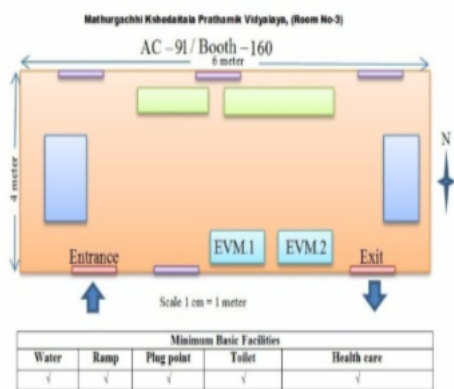 Mathurgachhi Kshedaitala Prathamik Vidyalaya, (Room No-3)
AC -91/ Booth -160
6 meter
4 meter
N
EVM.1 EVM.2
Entrance Exit
Scale 1 cm = 1 meter
Minimum Basic Facilities
Water Ramp Plug point Toilet Health care
√ √ √ √ √